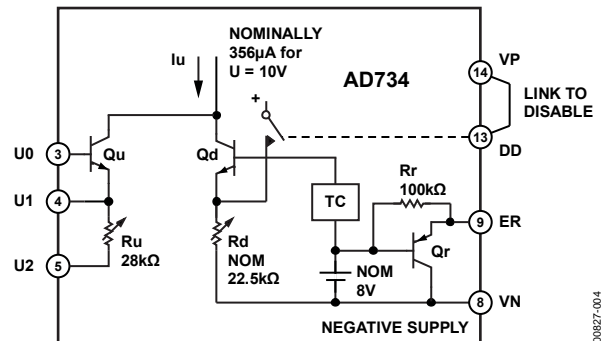 NOMINALLY
356µA for
U = 10V
Iu
AD734
VP
14
LINK TO
DISABLE
+
13
DD
U0
3
Qu
Qd
Rr
100kΩ
U1
4
TC
9
ER
Ru
28kΩ
Rd
NOM
22.5kΩ
Qr
U2
5
NOM
8V
8
VN
NEGATIVE SUPPLY
00827-004